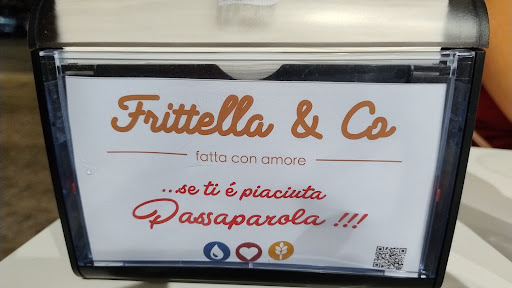 Frittella & Co
fatta con amore
...se ti é piaciuta
Passaparola !!!